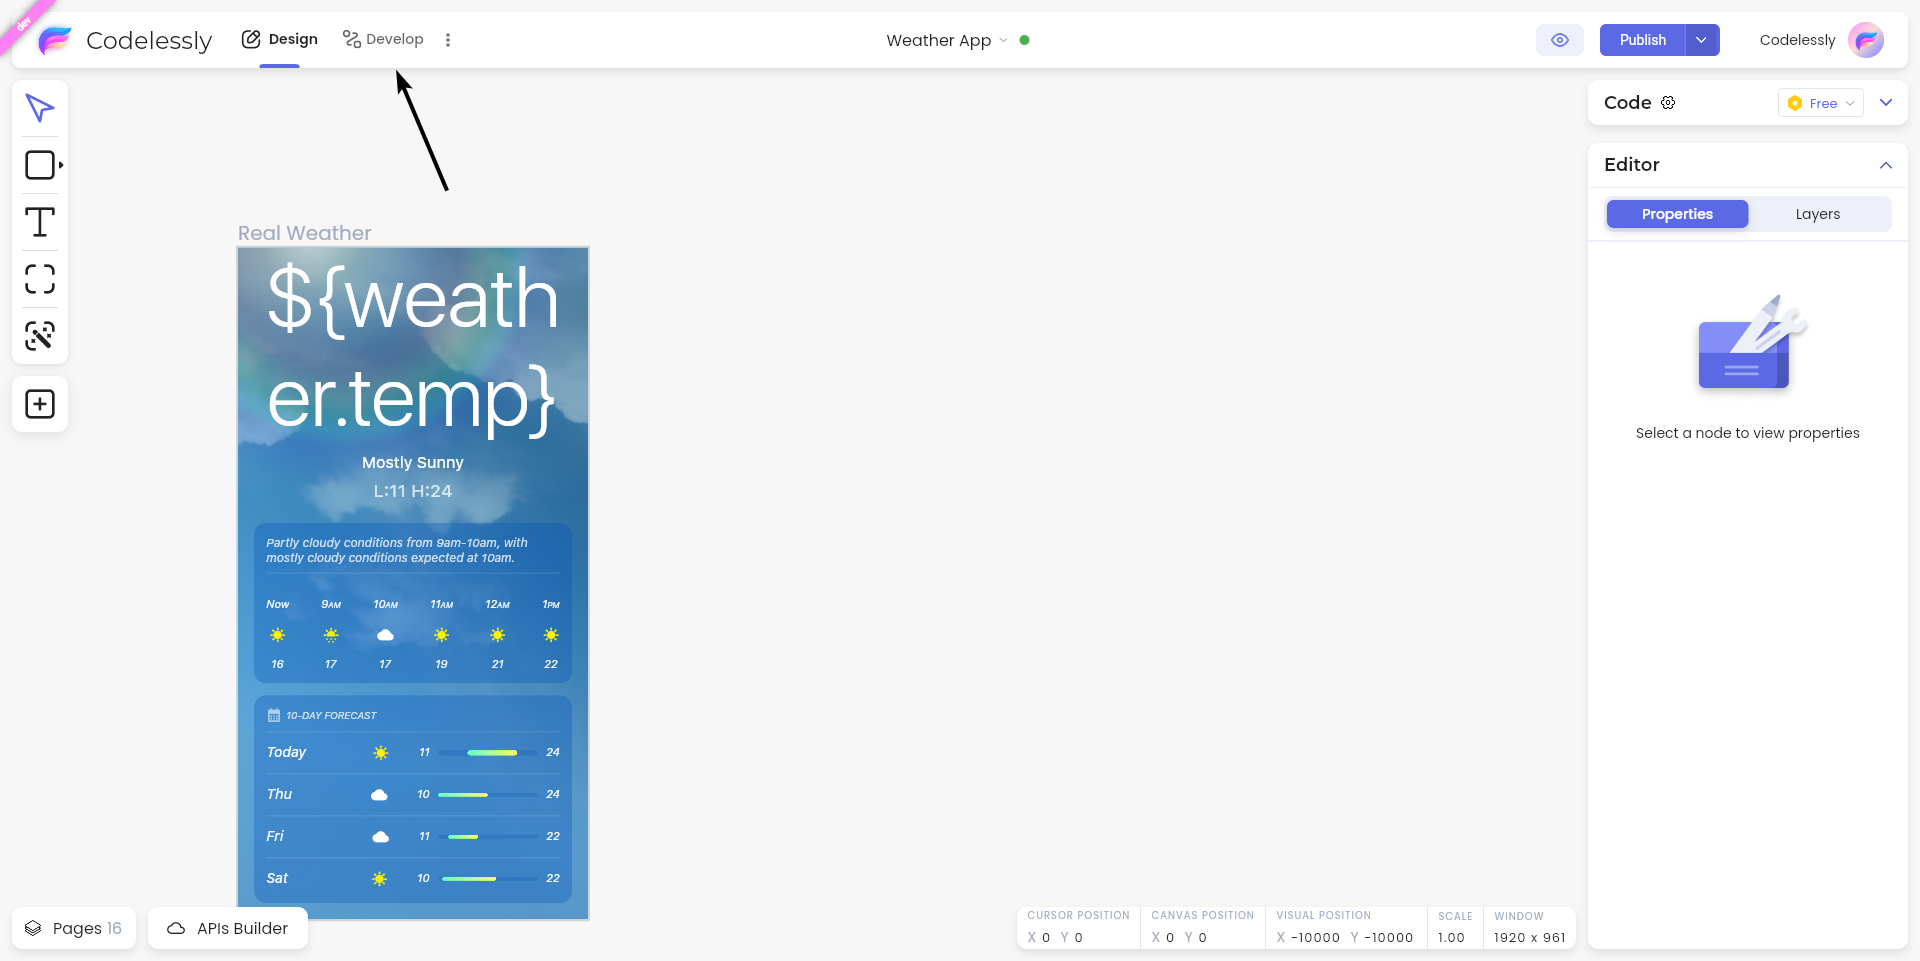 dev
Codelessly
Design
Develop
Weather App
Publish
Codelessly
Code
Free
Editor
Properties
Layers
Select a node to view properties
Real Weather
${weath
er.temp}
Mostly Sunny
L:11 H:24
Partly cloudy conditions from 9am-10am, with
mostly cloudy conditions expected at 10am.
Now 9AM 10AM 11AM 12AM 1PM
16 17 17 19 21 22
10-DAY FORECAST
Today 11 24
Thu 10 24
Fri 11 22
Sat 10 22
Pages 16
APIs Builder
CURSOR POSITION CANVAS POSITION VISUAL POSITION SCALE WINDOW
X 0 Y 0 X 0 Y 0 X -10000 Y -10000 1.00 1920 x 961